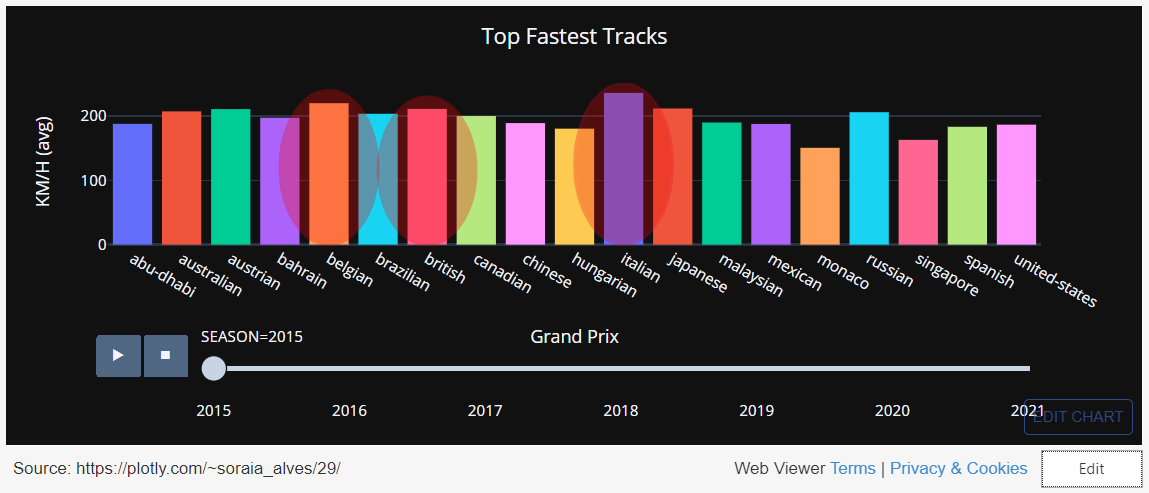 Top Fastest Tracks
KM/H (avg)
200
100
0
abu-dhabi
australian
austrian
bahrain
belgian
brazilian
british
canadian
chinese
hungarian
italian
japanese
malaysian
mexican
monaco
russian
singapore
spanish
united-states
SEASON=2015
Grand Prix
2015 2016 2017 2018 2019 2020 2021
EDIT CHART
Source: https://plotly.com/~soraia_alves/29/
Web Viewer Terms | Privacy & Cookies
Edit